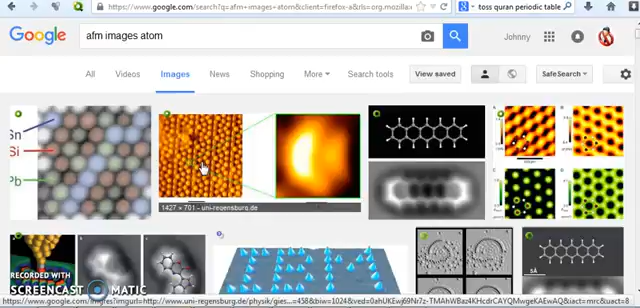 https://www.google.com/search?q=afm+images+atom&client=firefox-a&rls=org.mozilla
toss quran periodic table
Google
afm images atom
Johnny
All Videos Images News Shopping More Search tools View saved SafeSearch
Sn
Si
Pb
1427 × 701 - uni-regensburg.de
5Å
RECORDED WITH
SCREENCAST MATIC